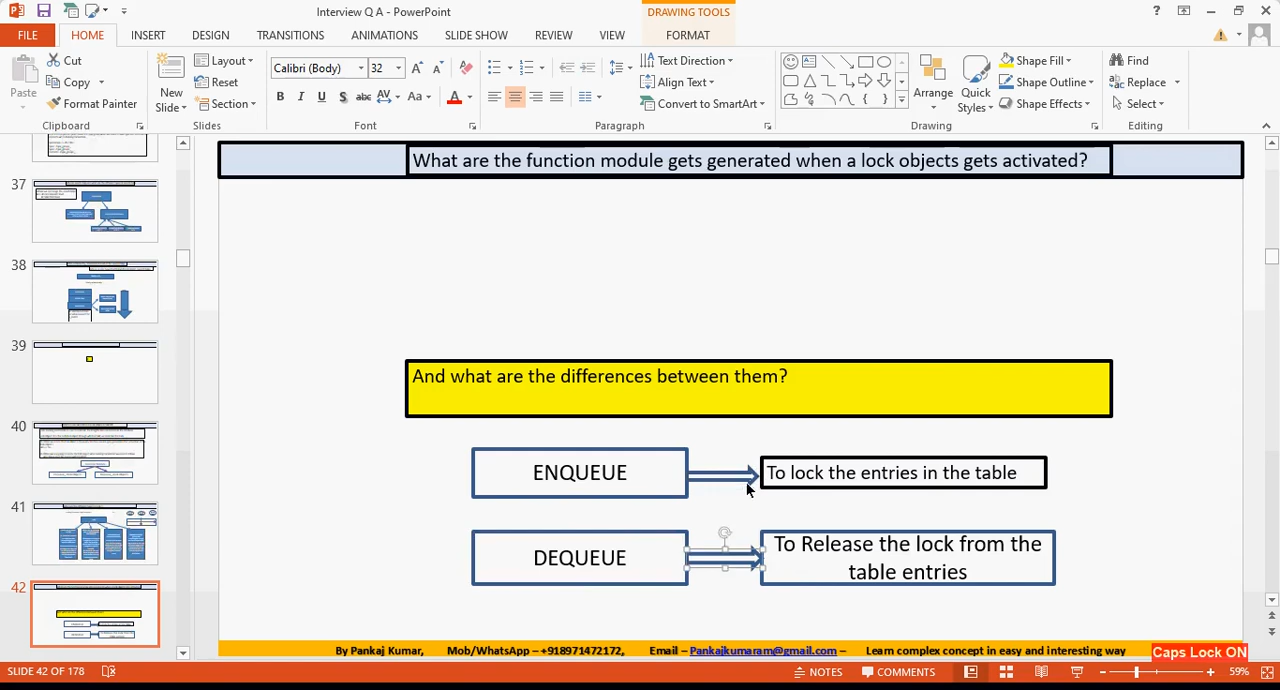 Interview Q A - PowerPoint
DRAWING TOOLS
FILE
HOME
INSERT
DESIGN
TRANSITIONS
ANIMATIONS
SLIDE SHOW
REVIEW
VIEW
FORMAT
Paste
Cut
Copy
Format Painter
Clipboard
New
Slide
Layout
Reset
Section
Slides
Calibri (Body)
32
Font
Text Direction
Align Text
Convert to SmartArt
Paragraph
Arrange
Quick
Styles
Shape Fill
Shape Outline
Shape Effects
Drawing
Find
Replace
Select
Editing
37
38
39
40
41
42
What are the function module gets generated when a lock objects gets activated?
And what are the differences between them?
ENQUEUE
To lock the entries in the table
DEQUEUE
To Release the lock from the
table entries
By Pankaj Kumar, Mob/WhatsApp – +918971472172, Email – Pankajkumaram@gmail.com – Learn complex concept in easy and interesting way
Caps Lock ON
SLIDE 42 OF 178
NOTES
COMMENTS
59%